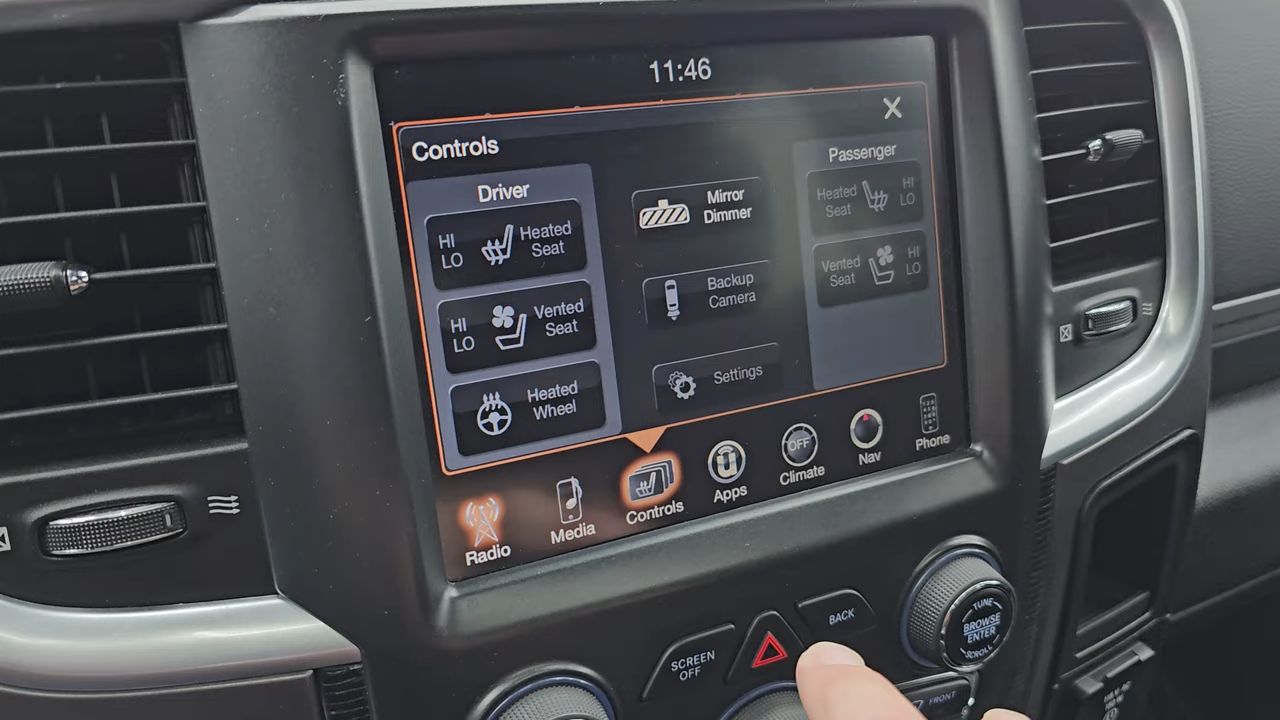 11:46
Controls
Driver
HI
LO
Heated
Seat
HI
LO
Vented
Seat
Heated
Wheel
Mirror
Dimmer
Backup
Camera
Settings
Passenger
Heated
Seat
HI
LO
Vented
Seat
HI
LO
Radio
Media
Controls
Apps
OFF
Climate
Nav
Phone
SCREEN
OFF
BACK
TUNE
BROWSE
ENTER
SCROLL
FRONT